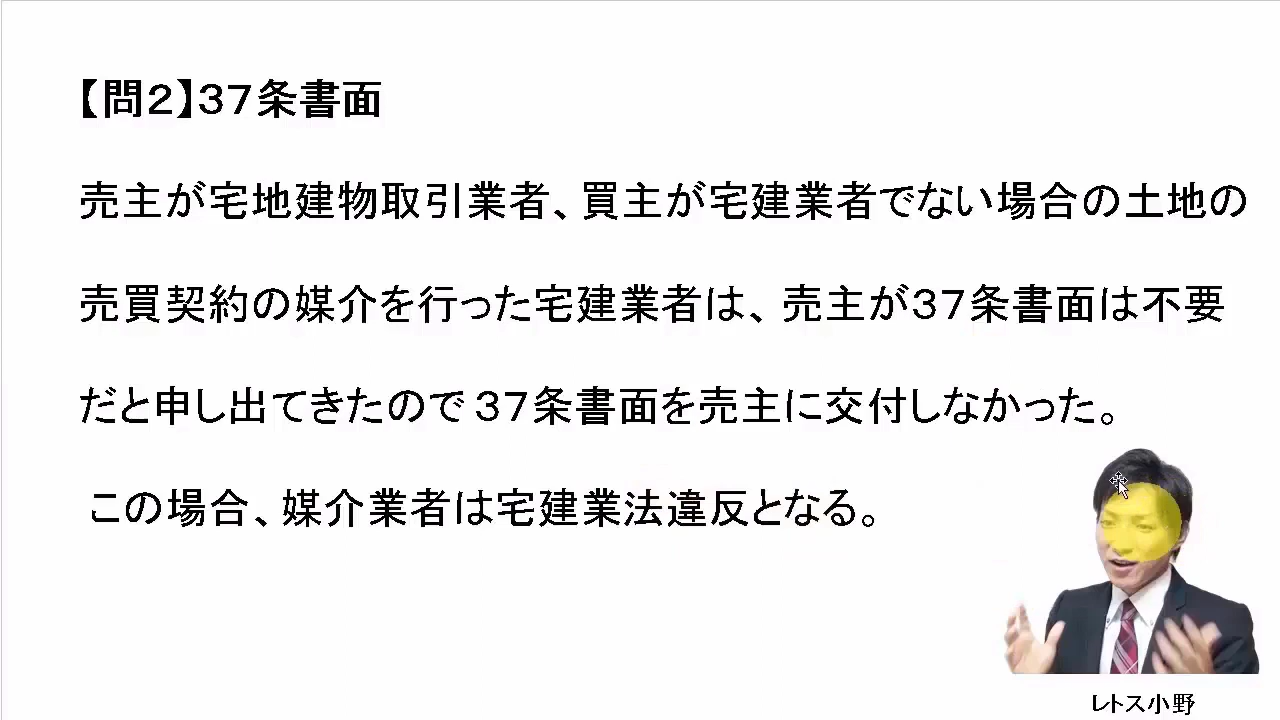 【問２】３７条書面
売主が宅地建物取引業者、買主が宅建業者でない場合の土地の
売買契約の媒介を行った宅建業者は、売主が３７条書面は不要
だと申し出てきたので３７条書面を売主に交付しなかった。
この場合、媒介業者は宅建業法違反となる。
レトス小野